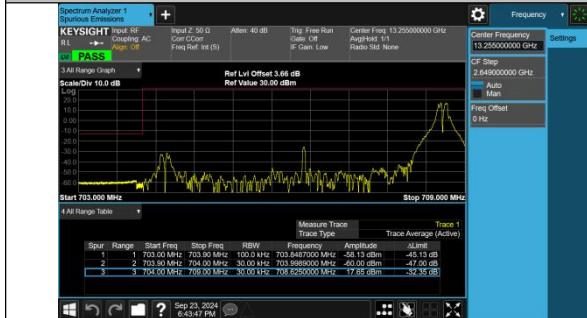 Spectrum Analyzer 1
Spurious Emissions
Frequency
KEYSIGHT Input: RF
Coupling: AC
Align: Off
Input Z: 50 Ω
Corr CCorr
Freq Ref: Int (S)
Atten: 40 dB
Trig: Free Run
Gate: Off
IF Gain: Low
Center Freq: 13.255000000 GHz
Avg|Hold: 1/1
Radio Std: None
RL
PASS
Center Frequency
13.255000000 GHz
Settings
CF Step
2.649000000 GHz
Auto
Man
Freq Offset
0 Hz
3 All Range Graph
Scale/Div 10.0 dB
Ref Lvl Offset 3.66 dB
Ref Value 30.00 dBm
Log
20.0
10.0
0.00
-10.0
-20.0
-30.0
-40.0
-50.0
-60.0
Start 703.000 MHz
Stop 709.000 MHz
4 All Range Table
Measure Trace Trace 1
Trace Type Trace Average (Active)
Spur Range Start Freq Stop Freq RBW Frequency Amplitude ΔLimit
1 1 703.00 MHz 703.90 MHz 100.0 kHz 703.8487000 MHz -58.13 dBm -45.13 dB
2 2 703.90 MHz 704.00 MHz 30.00 kHz 703.9989000 MHz -60.00 dBm -47.00 dB
3 3 704.00 MHz 709.00 MHz 30.00 kHz 708.6250000 MHz 17.65 dBm -32.35 dB
Sep 23, 2024
6:43:47 PM